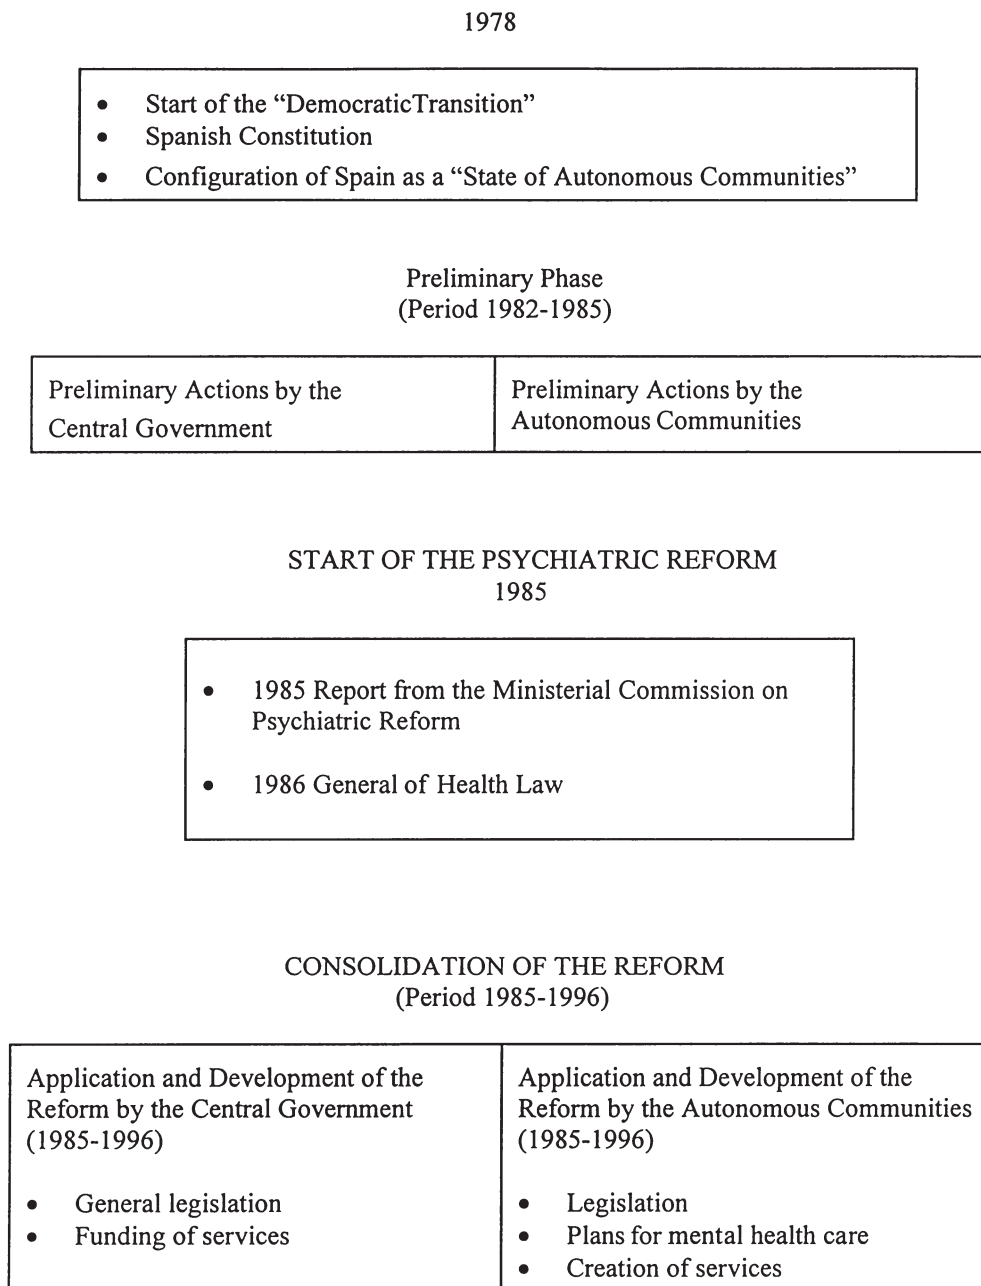 1978
• Start of the “DemocraticTransition”
• Spanish Constitution
• Configuration of Spain as a “State of Autonomous Communities”
Preliminary Phase
(Period 1982-1985)
Preliminary Actions by the
Central Government
Preliminary Actions by the
Autonomous Communities
START OF THE PSYCHIATRIC REFORM
1985
• 1985 Report from the Ministerial Commission on
Psychiatric Reform
• 1986 General of Health Law
CONSOLIDATION OF THE REFORM
(Period 1985-1996)
Application and Development of the
Reform by the Central Government
(1985-1996)
• General legislation
• Funding of services
Application and Development of the
Reform by the Autonomous Communities
(1985-1996)
• Legislation
• Plans for mental health care
• Creation of services